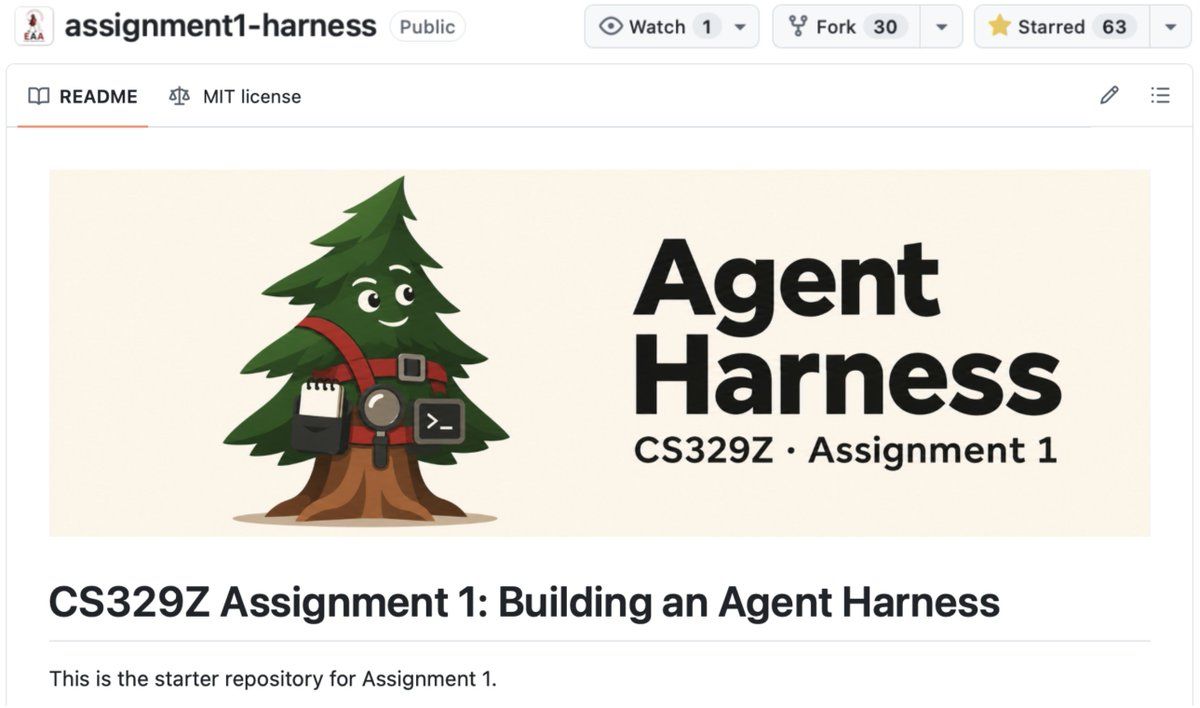 EAA
assignment1-harness Public Watch 1 Fork 30 Starred 63
README MIT license
Agent
Harness
>_
CS329Z · Assignment 1
CS329Z Assignment 1: Building an Agent Harness
This is the starter repository for Assignment 1.